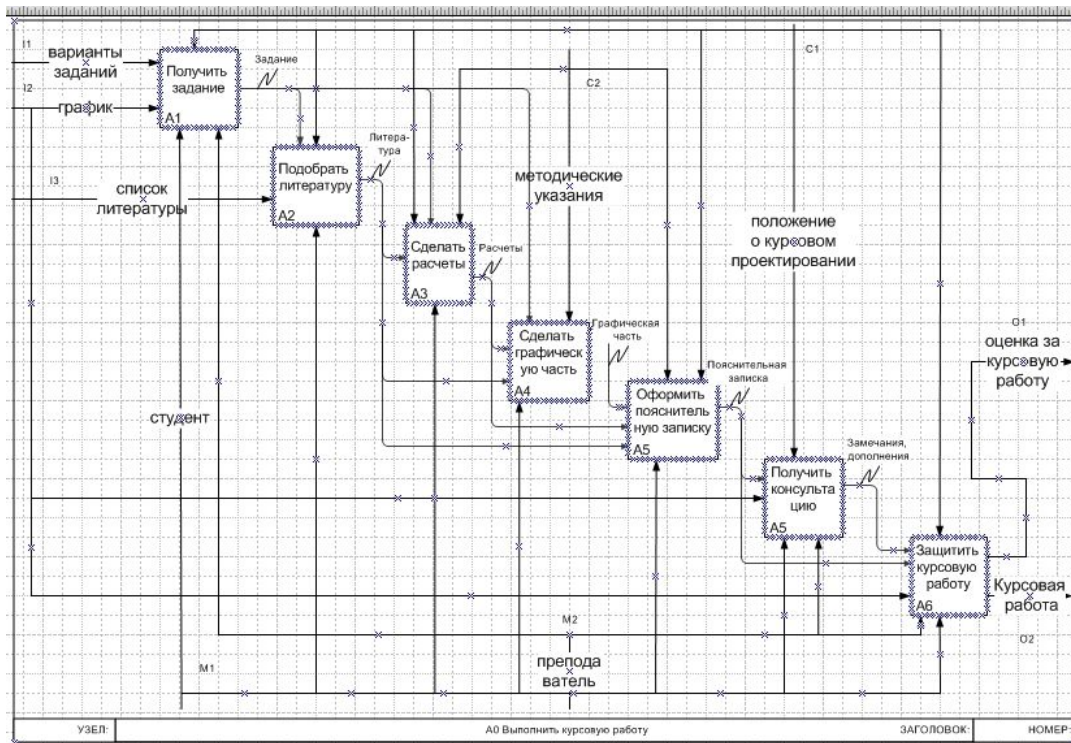 I1
варианты
заданий
I2
график
I3
список
литературы
Получить
задание
A1
Задание
Подобрать
литературу
A2
Литера-
тура
Сделать
расчеты
A3
Расчеты
C1
C2
методические
указания
положение
о курсовом
проектировании
Сделать
графическ
ую часть
A4
Графическая
часть
Оформить
пояснитель
ную записку
A5
Пояснительная
записка
Получить
консульта
цию
A5
Замечания,
дополнения
Защитить
курсовую
работу
A6
O1
оценка за
курсовую
работу
Курсовая
работа
O2
студент
M1
M2
препода
ватель
УЗЕЛ:
A0 Выполнить курсовую работу
ЗАГОЛОВОК:
НОМЕР: